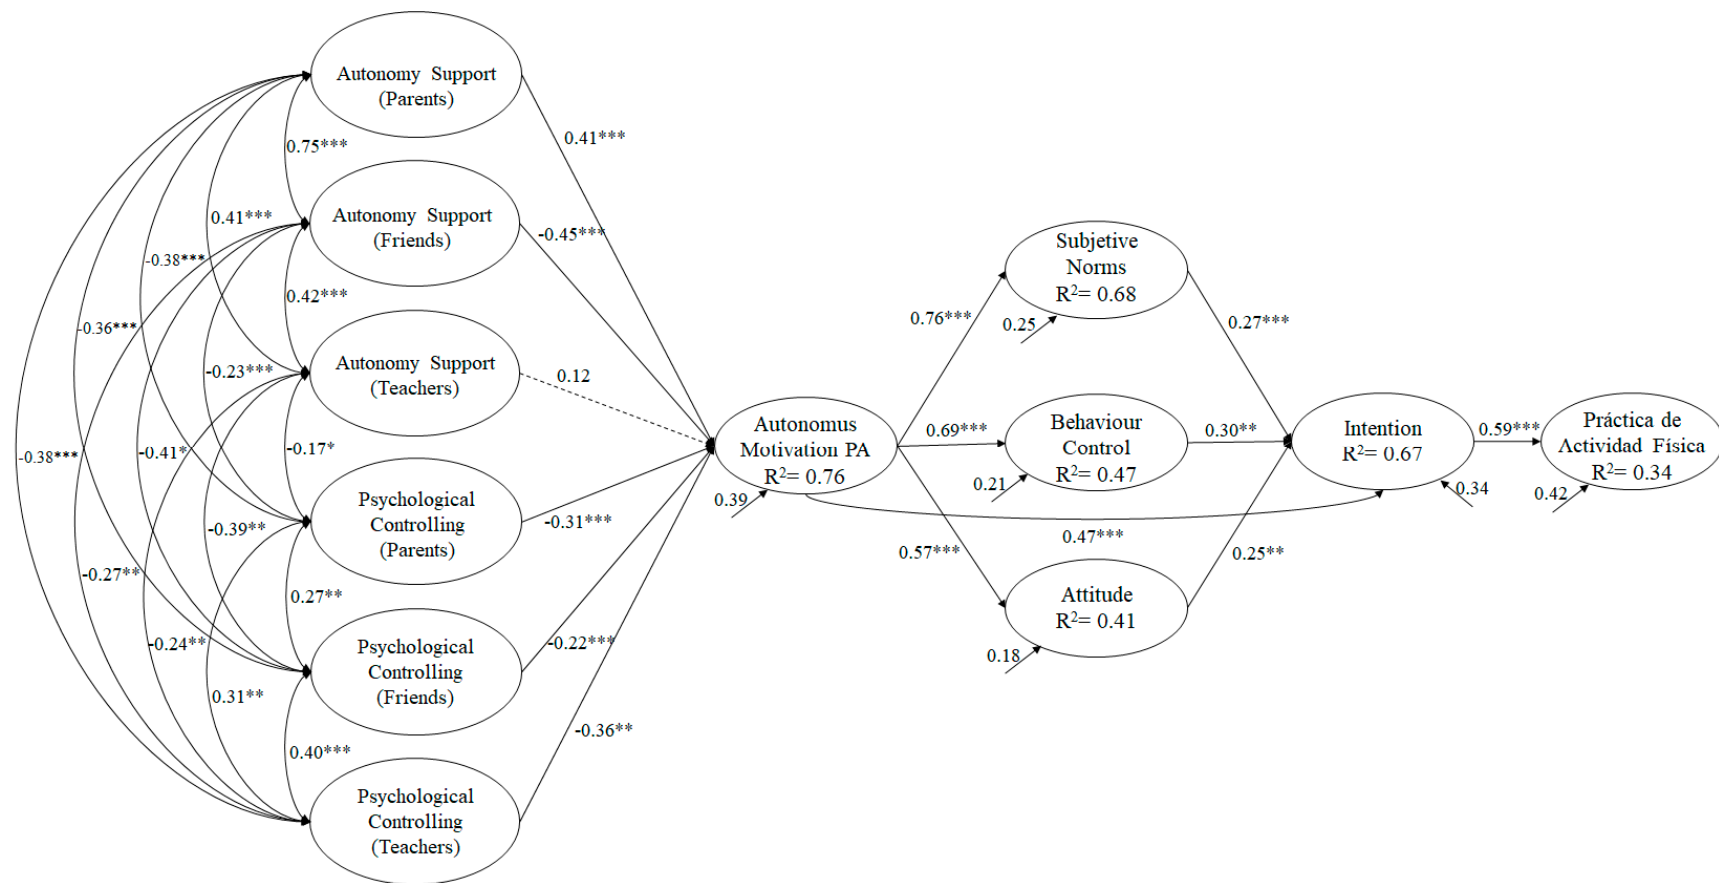 Autonomy Support
(Parents)
0.41***
0.75***
Autonomy Support
(Friends)
0.41***
-0.45***
-0.38***
0.42***
-0.36***
Autonomy Support
(Teachers)
-0.23***
0.12
-0.38***
-0.41*
-0.17*
Psychological
Controlling
(Parents)
-0.39**
-0.31***
-0.27**
0.27**
-0.24**
Psychological
Controlling
(Friends)
-0.22***
0.31**
0.40***
-0.36**
Psychological
Controlling
(Teachers)
Autonomus
Motivation PA
R²= 0.76
0.39
0.76***
0.69***
0.57***
0.47***
Subjetive
Norms
R²= 0.68
0.25
0.27***
Behaviour
Control
R²= 0.47
0.21
0.30**
Attitude
R²= 0.41
0.18
0.25**
Intention
R²= 0.67
0.34
0.59***
Práctica de
Actividad Física
R²= 0.34
0.42